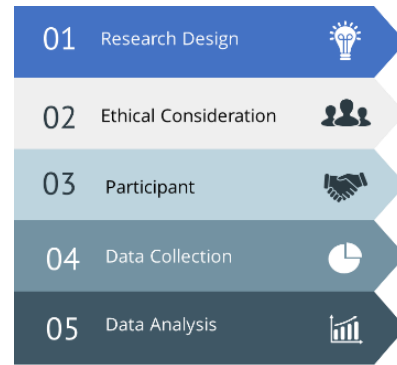 01 Research Design
02 Ethical Consideration
03 Participant
04 Data Collection
05 Data Analysis